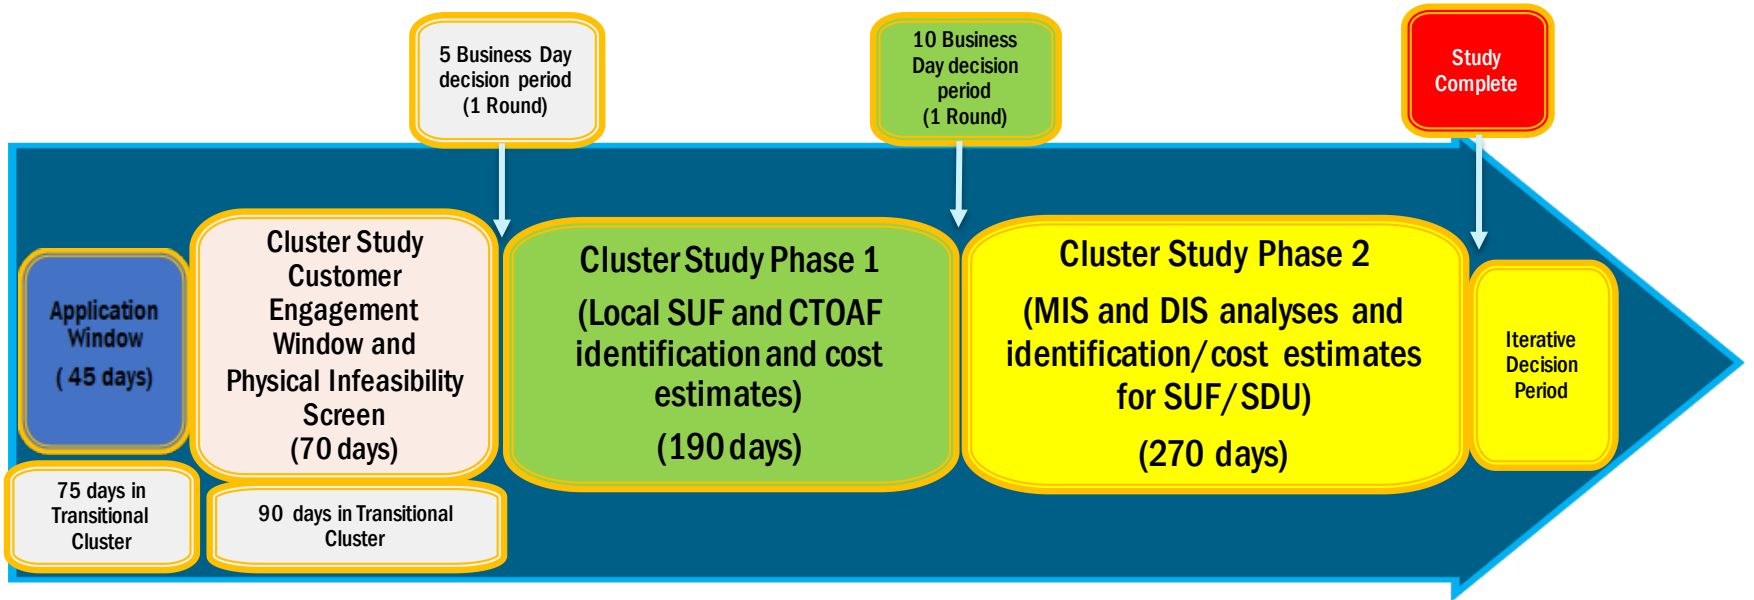 5 Business Day
decision period
(1 Round)
10 Business
Day decision
period
(1 Round)
Study
Complete
Application
Window
( 45 days)
Cluster Study
Customer
Engagement
Window and
Physical Infeasibility
Screen
(70 days)
Cluster Study Phase 1
(Local SUF and CTOAF
identification and cost
estimates)
(190 days)
Cluster Study Phase 2
(MIS and DIS analyses and
identification/cost estimates
for SUF/SDU)
(270 days)
Iterative
Decision
Period
75 days in
Transitional
Cluster
90 days in Transitional
Cluster